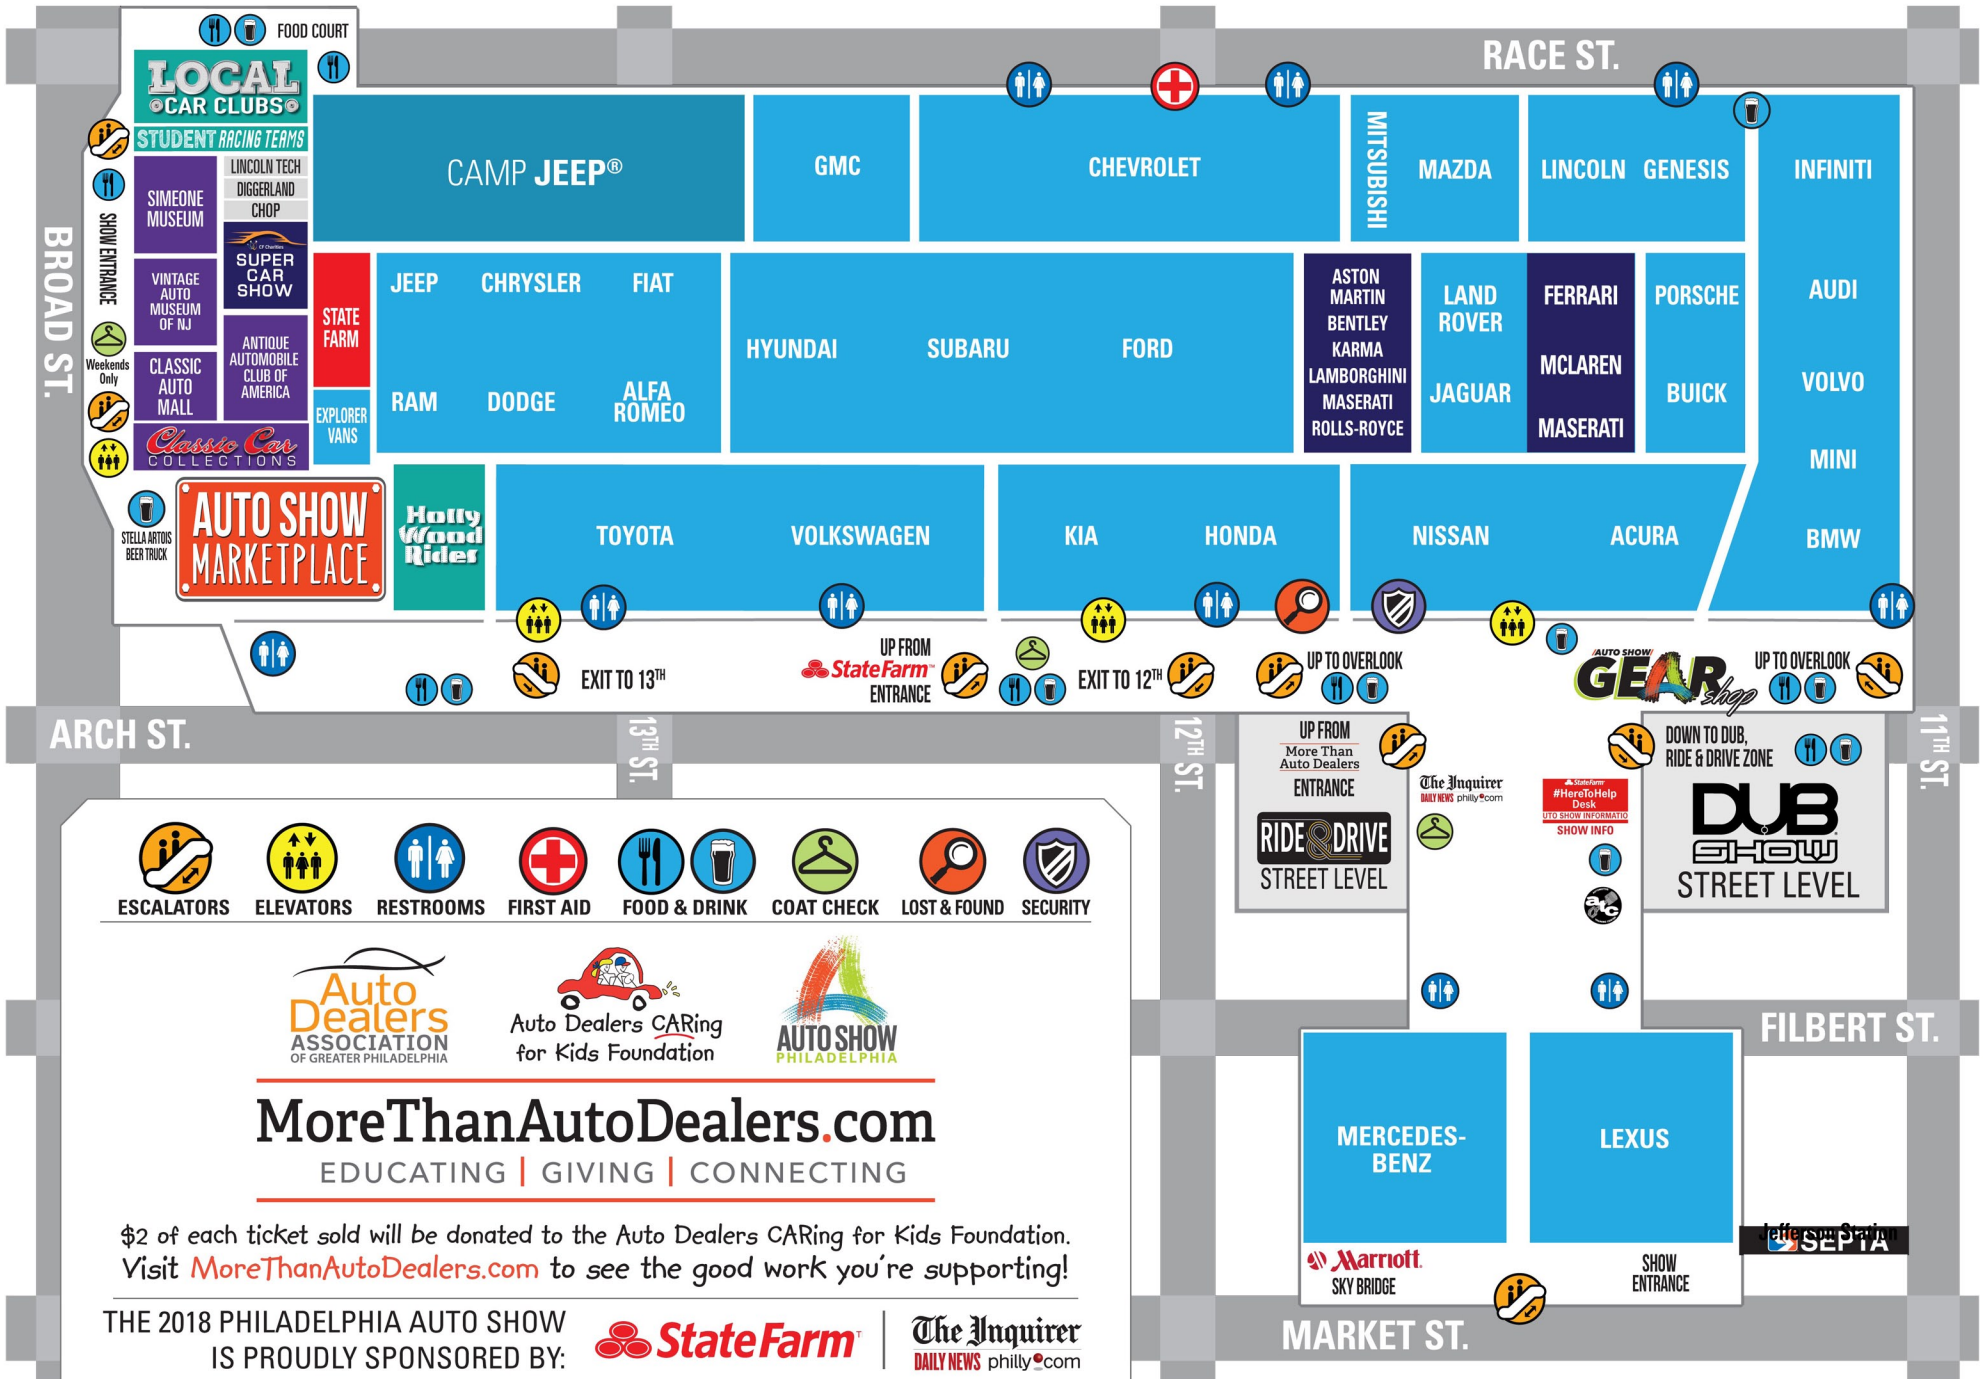 FOOD COURT
RACE ST.
LOCAL
CAR CLUBS
STUDENT RACING TEAMS
LINCOLN TECH
DIGGERLAND
CHOP
SIMEONE
MUSEUM
SHOW ENTRANCE
BROAD ST.
CF Charities
SUPER
CAR
SHOW
VINTAGE
AUTO
MUSEUM
OF NJ
ANTIQUE
AUTOMOBILE
CLUB OF
AMERICA
Weekends
Only
CLASSIC
AUTO
MALL
Classic Car
COLLECTIONS
STELLA ARTOIS
BEER TRUCK
AUTO SHOW
MARKETPLACE
CAMP JEEP®
GMC
CHEVROLET
MITSUBISHI
MAZDA
LINCOLN
GENESIS
INFINITI
STATE
FARM
EXPLORER
VANS
JEEP
CHRYSLER
FIAT
RAM
DODGE
ALFA
ROMEO
HYUNDAI
SUBARU
FORD
ASTON
MARTIN
BENTLEY
KARMA
LAMBORGHINI
MASERATI
ROLLS-ROYCE
LAND
ROVER
JAGUAR
FERRARI
MCLAREN
MASERATI
PORSCHE
BUICK
AUDI
VOLVO
MINI
BMW
Holly
Wood
Rides
TOYOTA
VOLKSWAGEN
KIA
HONDA
NISSAN
ACURA
EXIT TO 13TH
UP FROM
StateFarm™
ENTRANCE
EXIT TO 12TH
UP TO OVERLOOK
AUTO SHOW
GEAR
shop
UP TO OVERLOOK
ARCH ST.
13TH ST.
12TH ST.
11TH ST.
UP FROM
More Than
Auto Dealers
ENTRANCE
RIDE & DRIVE
STREET LEVEL
The Inquirer
DAILY NEWS philly.com
StateFarm
#HereToHelp
Desk
UTO SHOW INFORMATIO
SHOW INFO
atc
DOWN TO DUB,
RIDE & DRIVE ZONE
DUB
SHOW
STREET LEVEL
FILBERT ST.
MERCEDES-
BENZ
LEXUS
Marriott.
SKY BRIDGE
SHOW
ENTRANCE
Jefferson Station
SEPTA
MARKET ST.
ESCALATORS
ELEVATORS
RESTROOMS
FIRST AID
FOOD & DRINK
COAT CHECK
LOST & FOUND
SECURITY
Auto
Dealers
ASSOCIATION
OF GREATER PHILADELPHIA
Auto Dealers CARing
for Kids Foundation
AUTO SHOW
PHILADELPHIA
MoreThanAutoDealers.com
EDUCATING | GIVING | CONNECTING
$2 of each ticket sold will be donated to the Auto Dealers CARing for Kids Foundation.
Visit MoreThanAutoDealers.com to see the good work you're supporting!
THE 2018 PHILADELPHIA AUTO SHOW
IS PROUDLY SPONSORED BY:
StateFarm
The Inquirer
DAILY NEWS philly.com